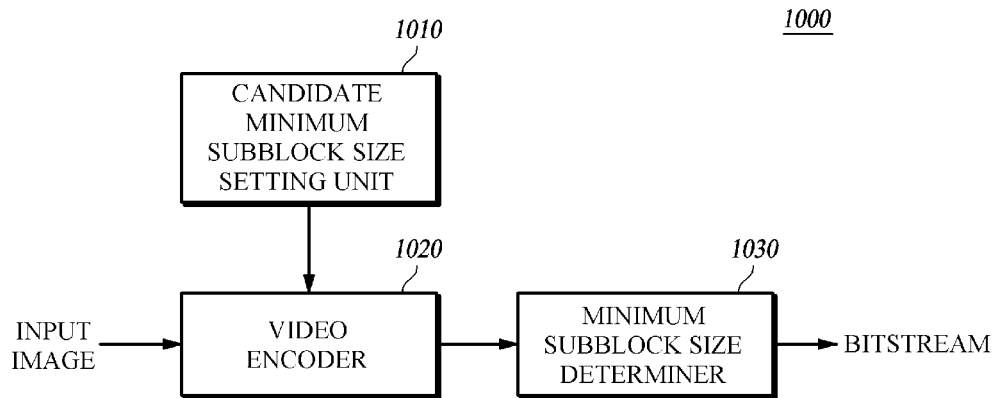 1000
1010
CANDIDATE
MINIMUM
SUBBLOCK SIZE
SETTING UNIT
1020
1030
INPUT
IMAGE
VIDEO
ENCODER
MINIMUM
SUBBLOCK SIZE
DETERMINER
BITSTREAM